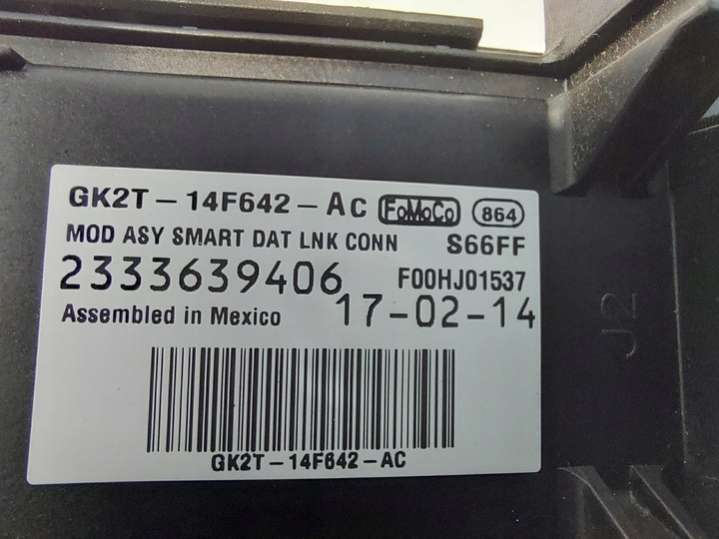 GK2T-14F642-AC FoMoCo 864
MOD ASY SMART DAT LNK CONN S66FF
2333639406 F00HJ01537
Assembled in Mexico 17-02-14
GK2T-14F642-AC
J2